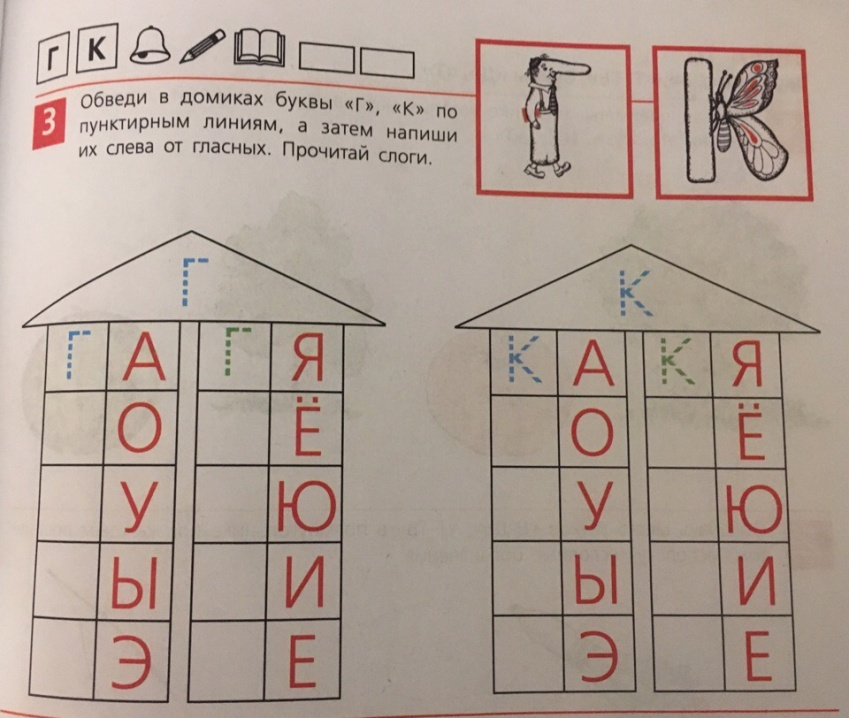 Г К
3 Обведи в домиках буквы «Г», «К» по
пунктирным линиям, а затем напиши
их слева от гласных. Прочитай слоги.
Г К
Г К
Г А Г Я К А К Я
О Ё О Ё
У Ю У Ю
Ы И Ы И
Э Е Э Е